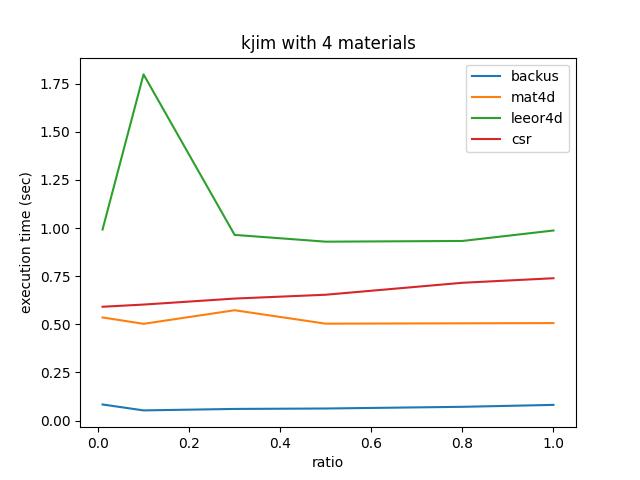 kjim with 4 materials
backus
mat4d
leeor4d
csr
execution time (sec)
1.75
1.50
1.25
1.00
0.75
0.50
0.25
0.00
0.0 0.2 0.4 0.6 0.8 1.0
ratio